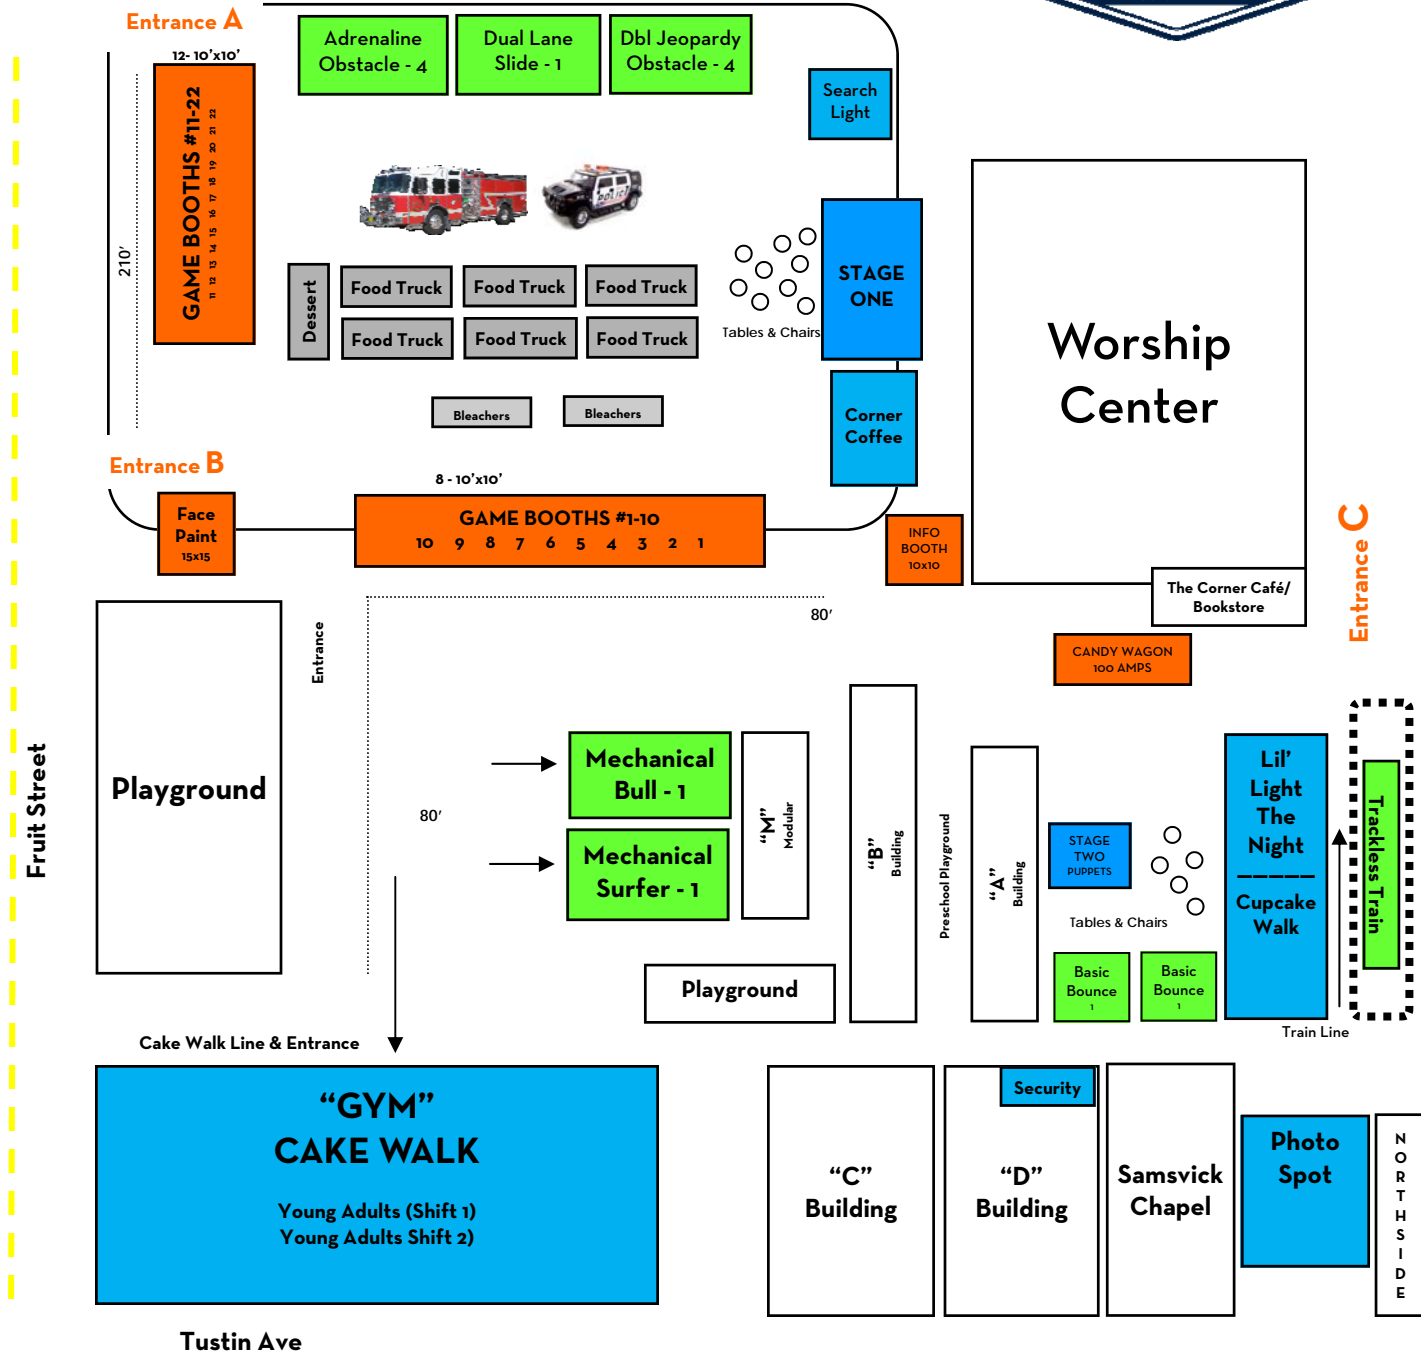 Entrance A
12- 10'x10'
GAME BOOTHS #11-22
11 12 13 14 15 16 17 18 19 20 21 22
210'
Adrenaline
Obstacle - 4
Dual Lane
Slide - 1
Dbl Jeopardy
Obstacle - 4
Search
Light
POLICE
Dessert
Food Truck
Food Truck
Food Truck
Food Truck
Food Truck
Food Truck
Tables & Chairs
STAGE
ONE
Bleachers
Bleachers
Corner
Coffee
Worship
Center
Entrance B
8 - 10'x10'
Face
Paint
15x15
GAME BOOTHS #1-10
10 9 8 7 6 5 4 3 2 1
INFO
BOOTH
10x10
The Corner Café/
Bookstore
Entrance C
CANDY WAGON
100 AMPS
80'
Entrance
Playground
Fruit Street
80'
Mechanical
Bull - 1
Mechanical
Surfer - 1
“M”
Modular
“B”
Building
Preschool Playground
“A”
Building
STAGE
TWO
PUPPETS
Tables & Chairs
Basic
Bounce
1
Basic
Bounce
1
Lil’
Light
The
Night
—————
Cupcake
Walk
Trackless Train
Train Line
Playground
Cake Walk Line & Entrance
“GYM”
CAKE WALK
Young Adults (Shift 1)
Young Adults Shift 2)
“C”
Building
Security
“D”
Building
Samsvick
Chapel
Photo
Spot
NORTHSIDE
Tustin Ave